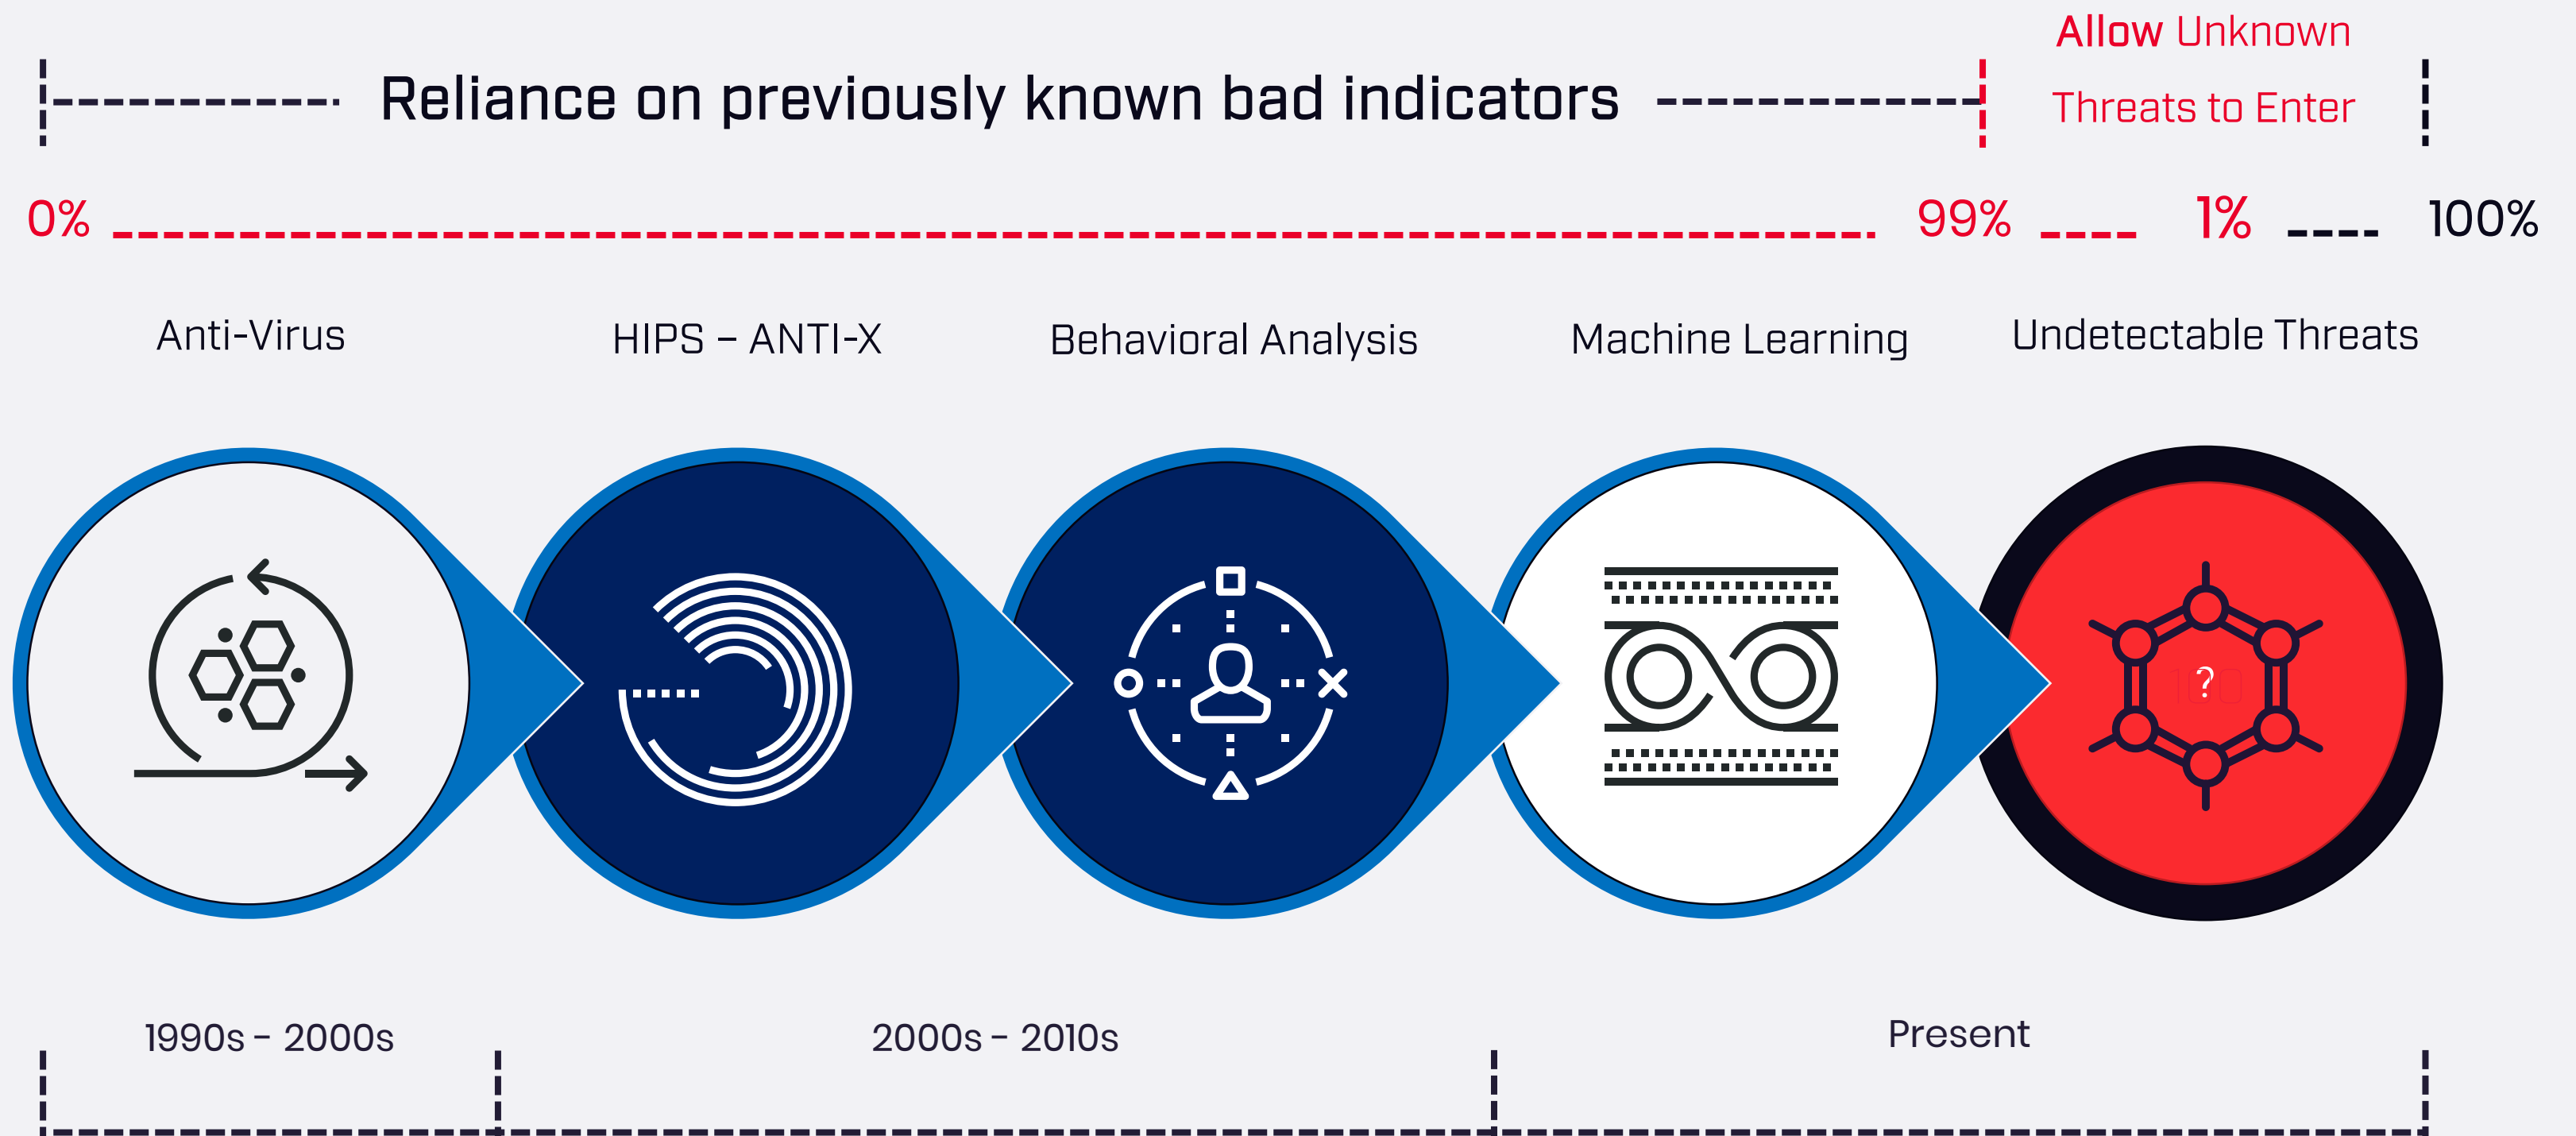 Allow Unknown
Threats to Enter
Reliance on previously known bad indicators
0% 99% 1% 100%
Anti-Virus
HIPS – ANTI-X
Behavioral Analysis
Machine Learning
Undetectable Threats
?
1990s – 2000s
2000s – 2010s
Present